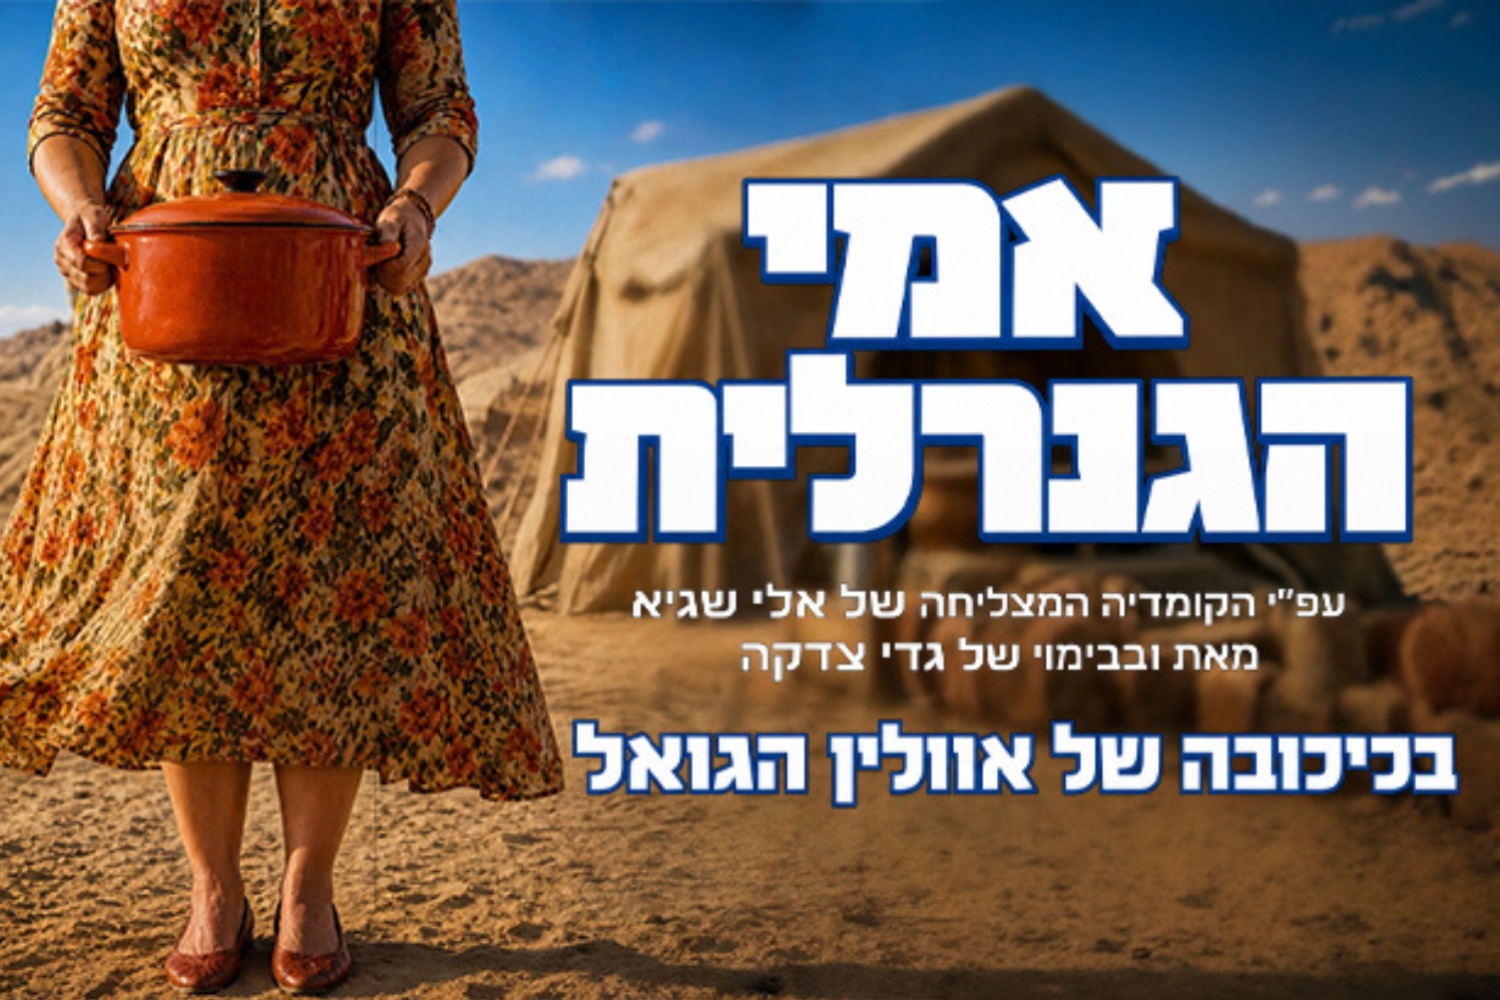 אמי
הגנרלית
עפ"י הקומדיה המצליחה של אלי שגיא
מאת ובבימוי של גדי צדקה
בכיכובה של אוולין הגואל